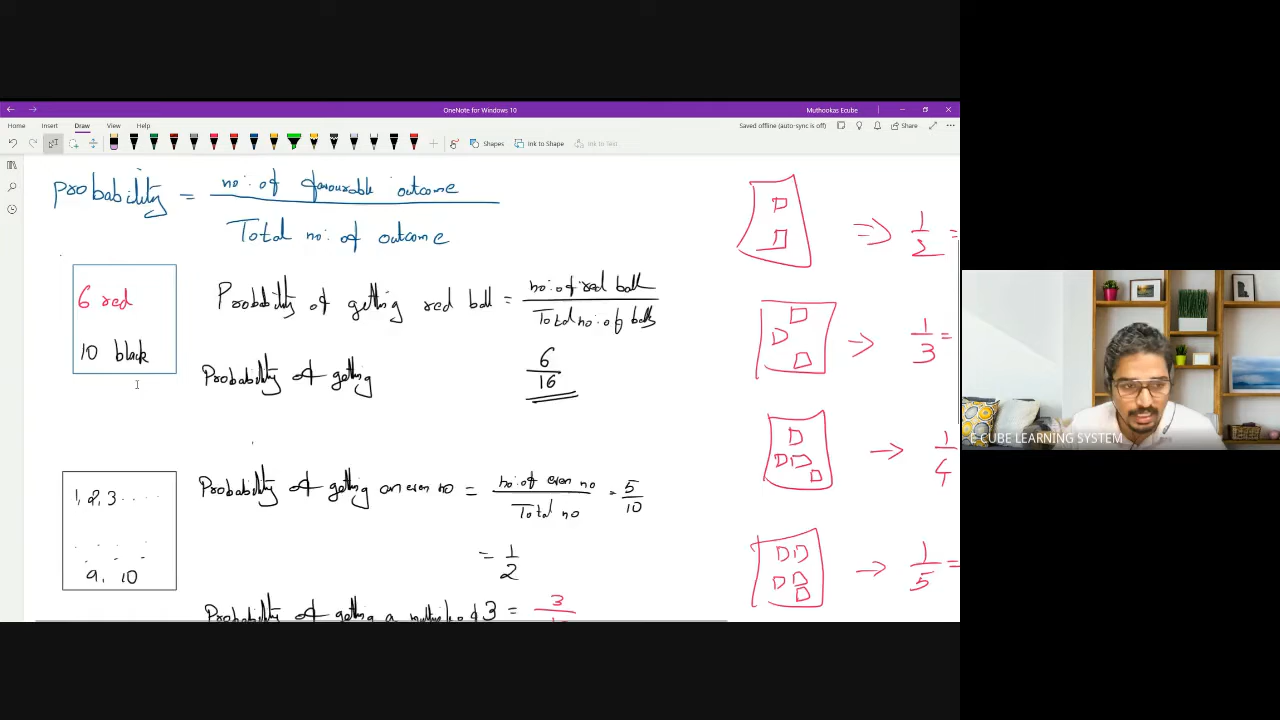 OneNote for Windows 10
Muthookas Ecube
Home Insert Draw View Help
Saved offline (auto-sync is off)
Share
Shapes
Ink to Shape
Ink to Text
Probability = no: of favourable outcome
Total no: of outcome
6 red
10 black
Probability of getting red ball = no: of red ball
Total no: of balls
6
16
Probability of getting
1, 2, 3 . . . .
9, 10
Probability of getting an even no = no: of even no = 5
Total no 10
= 1
2
Probability of getting a multiple of 3 = 3
=> 1
2 =
→ 1
3 =
→ 1
4
→ 1
5 =
E CUBE LEARNING SYSTEM